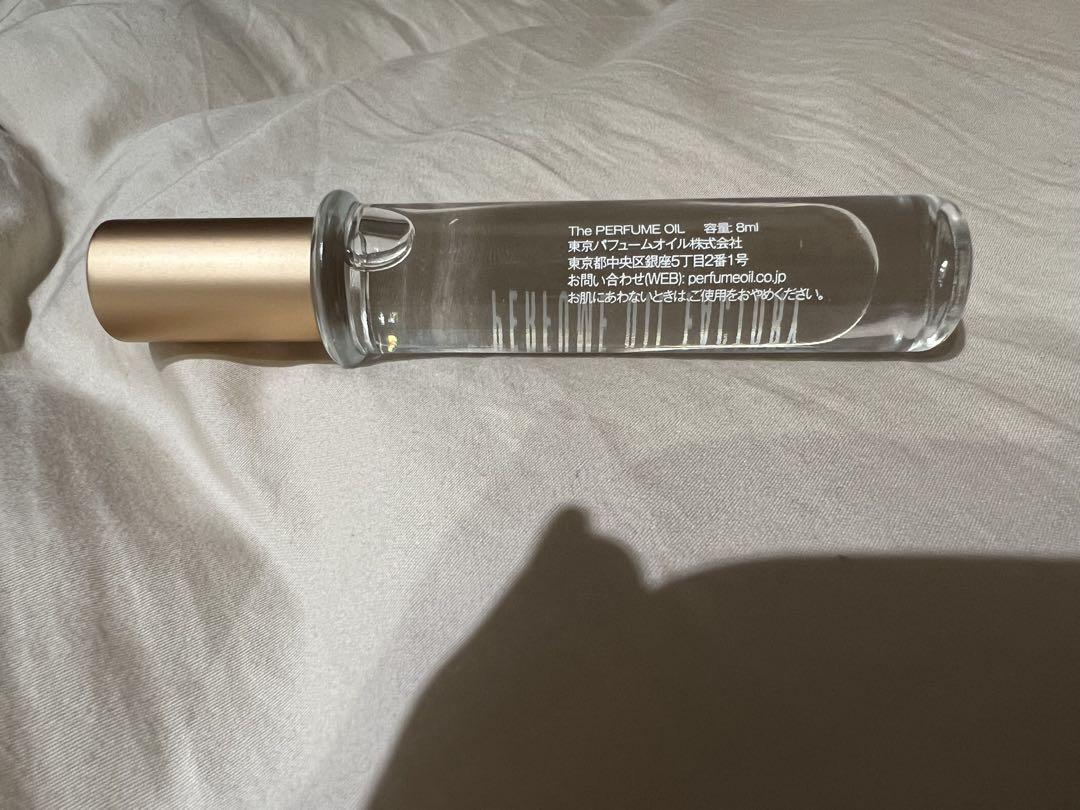 The PERFUME OIL 容量: 8ml
東京パフュームオイル株式会社
東京都中央区銀座5丁目2番1号
お問い合わせ(WEB): perfumeoil.co.jp
お肌にあわないときは、ご使用をおやめください。
PERFUME OIL FACTORY